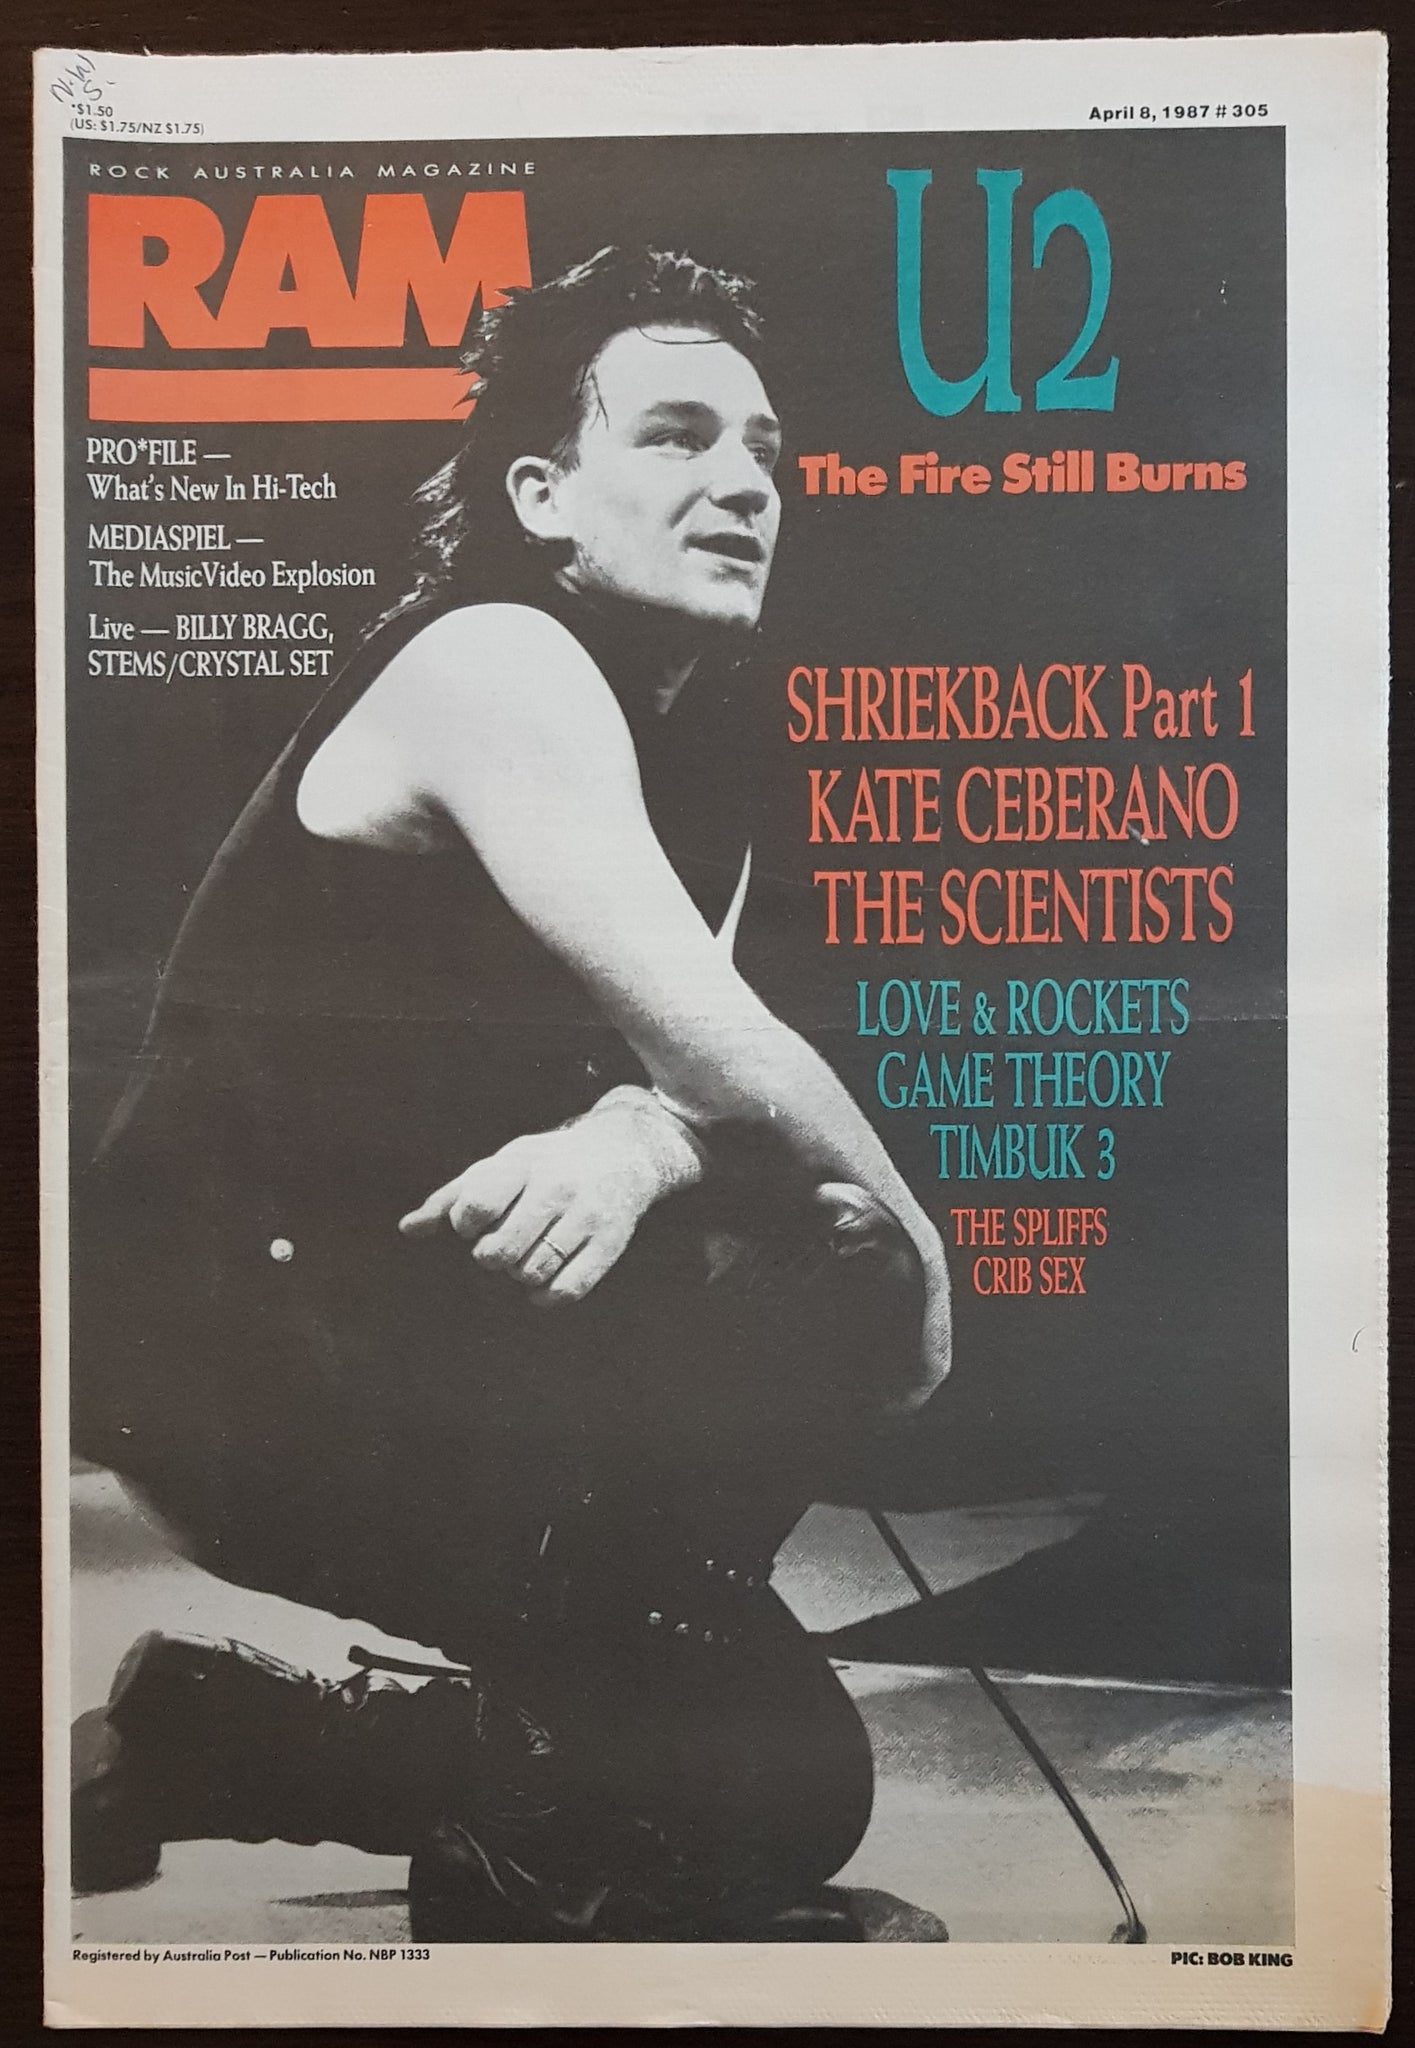 N.W
S-
*$1.50
(US: $1.75/NZ $1.75)
April 8, 1987 # 305
ROCK AUSTRALIA MAGAZINE
RAM
PRO*FILE —
What's New In Hi-Tech
MEDIASPIEL —
The MusicVideo Explosion
Live — BILLY BRAGG,
STEMS/CRYSTAL SET
U2
The Fire Still Burns
SHRIEKBACK Part 1
KATE CEBERANO
THE SCIENTISTS
LOVE & ROCKETS
GAME THEORY
TIMBUK 3
THE SPLIFFS
CRIB SEX
Registered by Australia Post — Publication No. NBP 1333
PIC: BOB KING